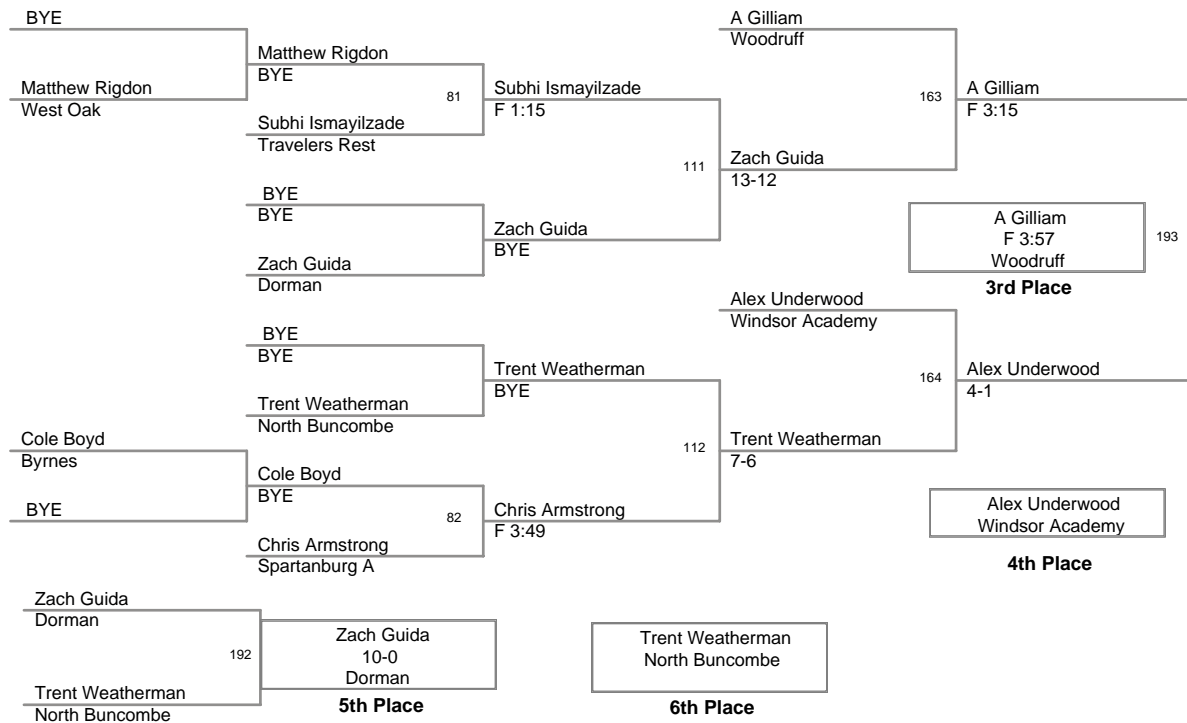 BYE
Matthew Rigdon
West Oak
Matthew Rigdon
BYE
81
Subhi Ismayilzade
Travelers Rest
Subhi Ismayilzade
F 1:15
BYE
BYE
Zach Guida
Dorman
Zach Guida
BYE
111
Zach Guida
13-12
A Gilliam
Woodruff
163
A Gilliam
F 3:15
A Gilliam
F 3:57
Woodruff
193
3rd Place
BYE
BYE
Trent Weatherman
North Buncombe
Trent Weatherman
BYE
Cole Boyd
Byrnes
BYE
Cole Boyd
BYE
82
Chris Armstrong
Spartanburg A
Chris Armstrong
F 3:49
112
Trent Weatherman
7-6
Alex Underwood
Windsor Academy
164
Alex Underwood
4-1
Alex Underwood
Windsor Academy
4th Place
Zach Guida
Dorman
192
Trent Weatherman
North Buncombe
Zach Guida
10-0
Dorman
5th Place
Trent Weatherman
North Buncombe
6th Place